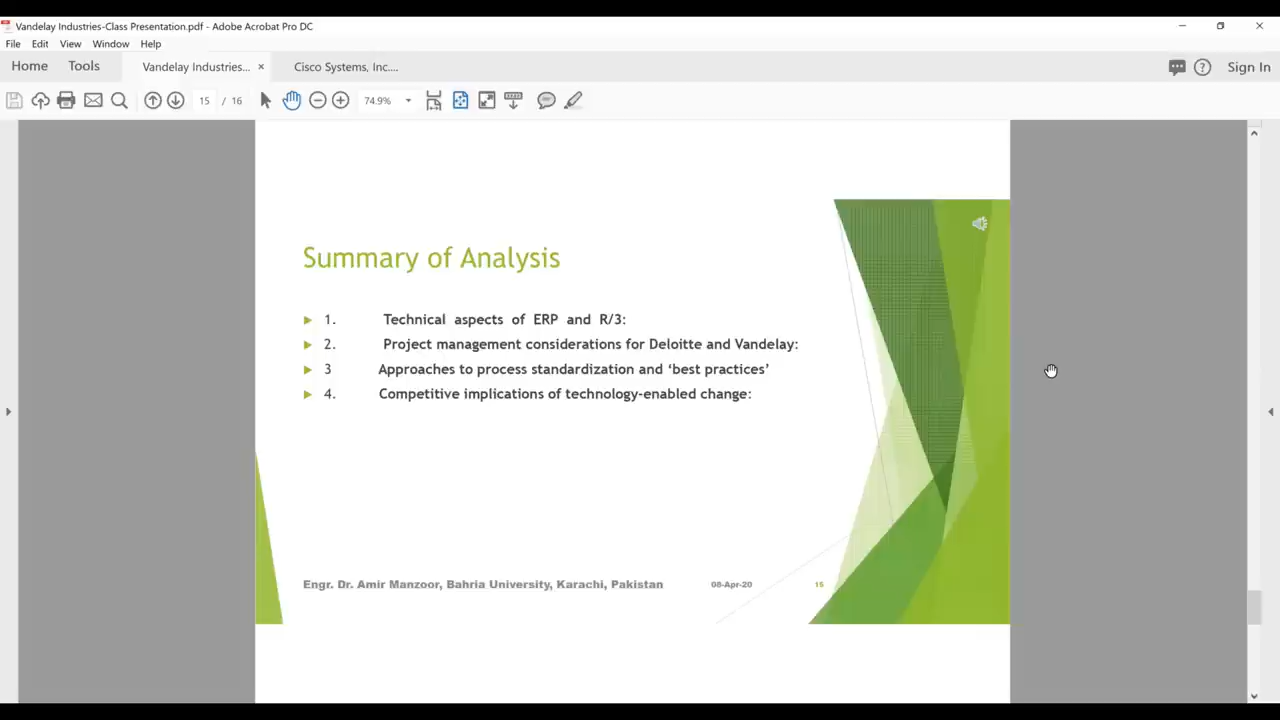 Vandelay Industries-Class Presentation.pdf - Adobe Acrobat Pro DC
File Edit View Window Help
Home Tools Vandelay Industries... × Cisco Systems, Inc.... Sign In
15 / 16 74.9%
Summary of Analysis
1. Technical aspects of ERP and R/3:
2. Project management considerations for Deloitte and Vandelay:
3 Approaches to process standardization and ‘best practices’
4. Competitive implications of technology-enabled change:
Engr. Dr. Amir Manzoor, Bahria University, Karachi, Pakistan 08-Apr-20 15